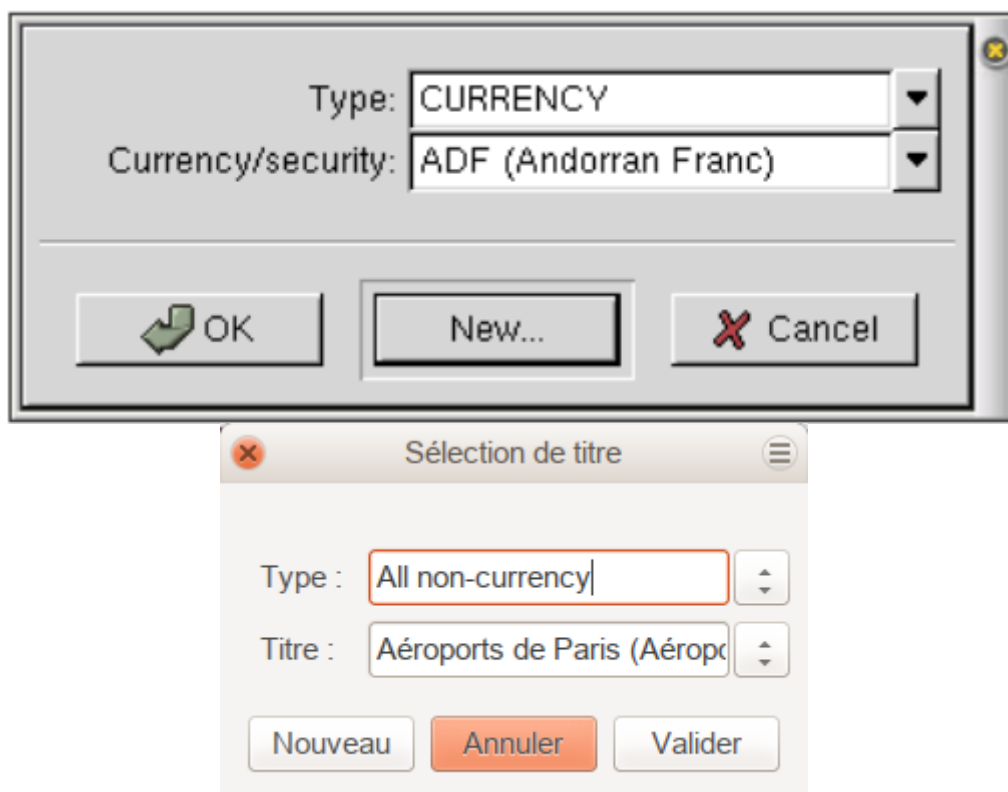 Type: CURRENCY
Currency/security: ADF (Andorran Franc)
OK New... Cancel
Sélection de titre
Type : All non-currency
Titre : Aéroports de Paris (Aéropo
Nouveau Annuler Valider